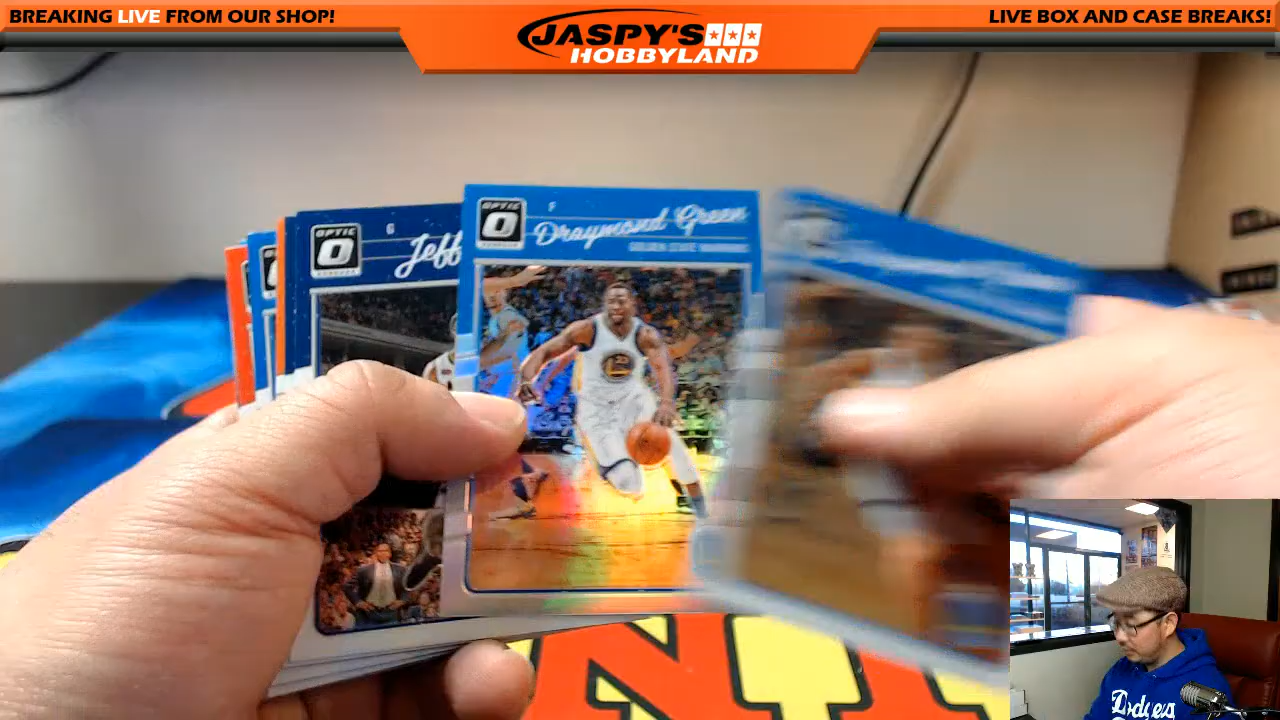 BREAKING LIVE FROM OUR SHOP!
JASPY'S
HOBBYLAND
LIVE BOX AND CASE BREAKS!
OPTIC
F
Draymond Green
GOLDEN STATE WARRIORS
OPTIC
G
Jeff
Dodgers